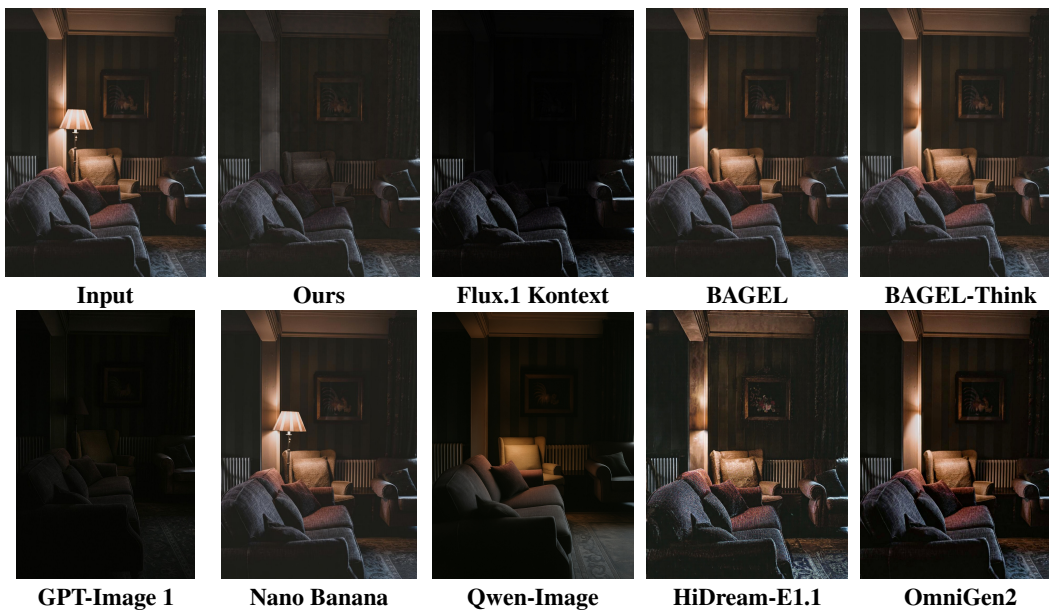 Input
Ours
Flux.1 Kontext
BAGEL
BAGEL-Think
GPT-Image 1
Nano Banana
Qwen-Image
HiDream-E1.1
OmniGen2